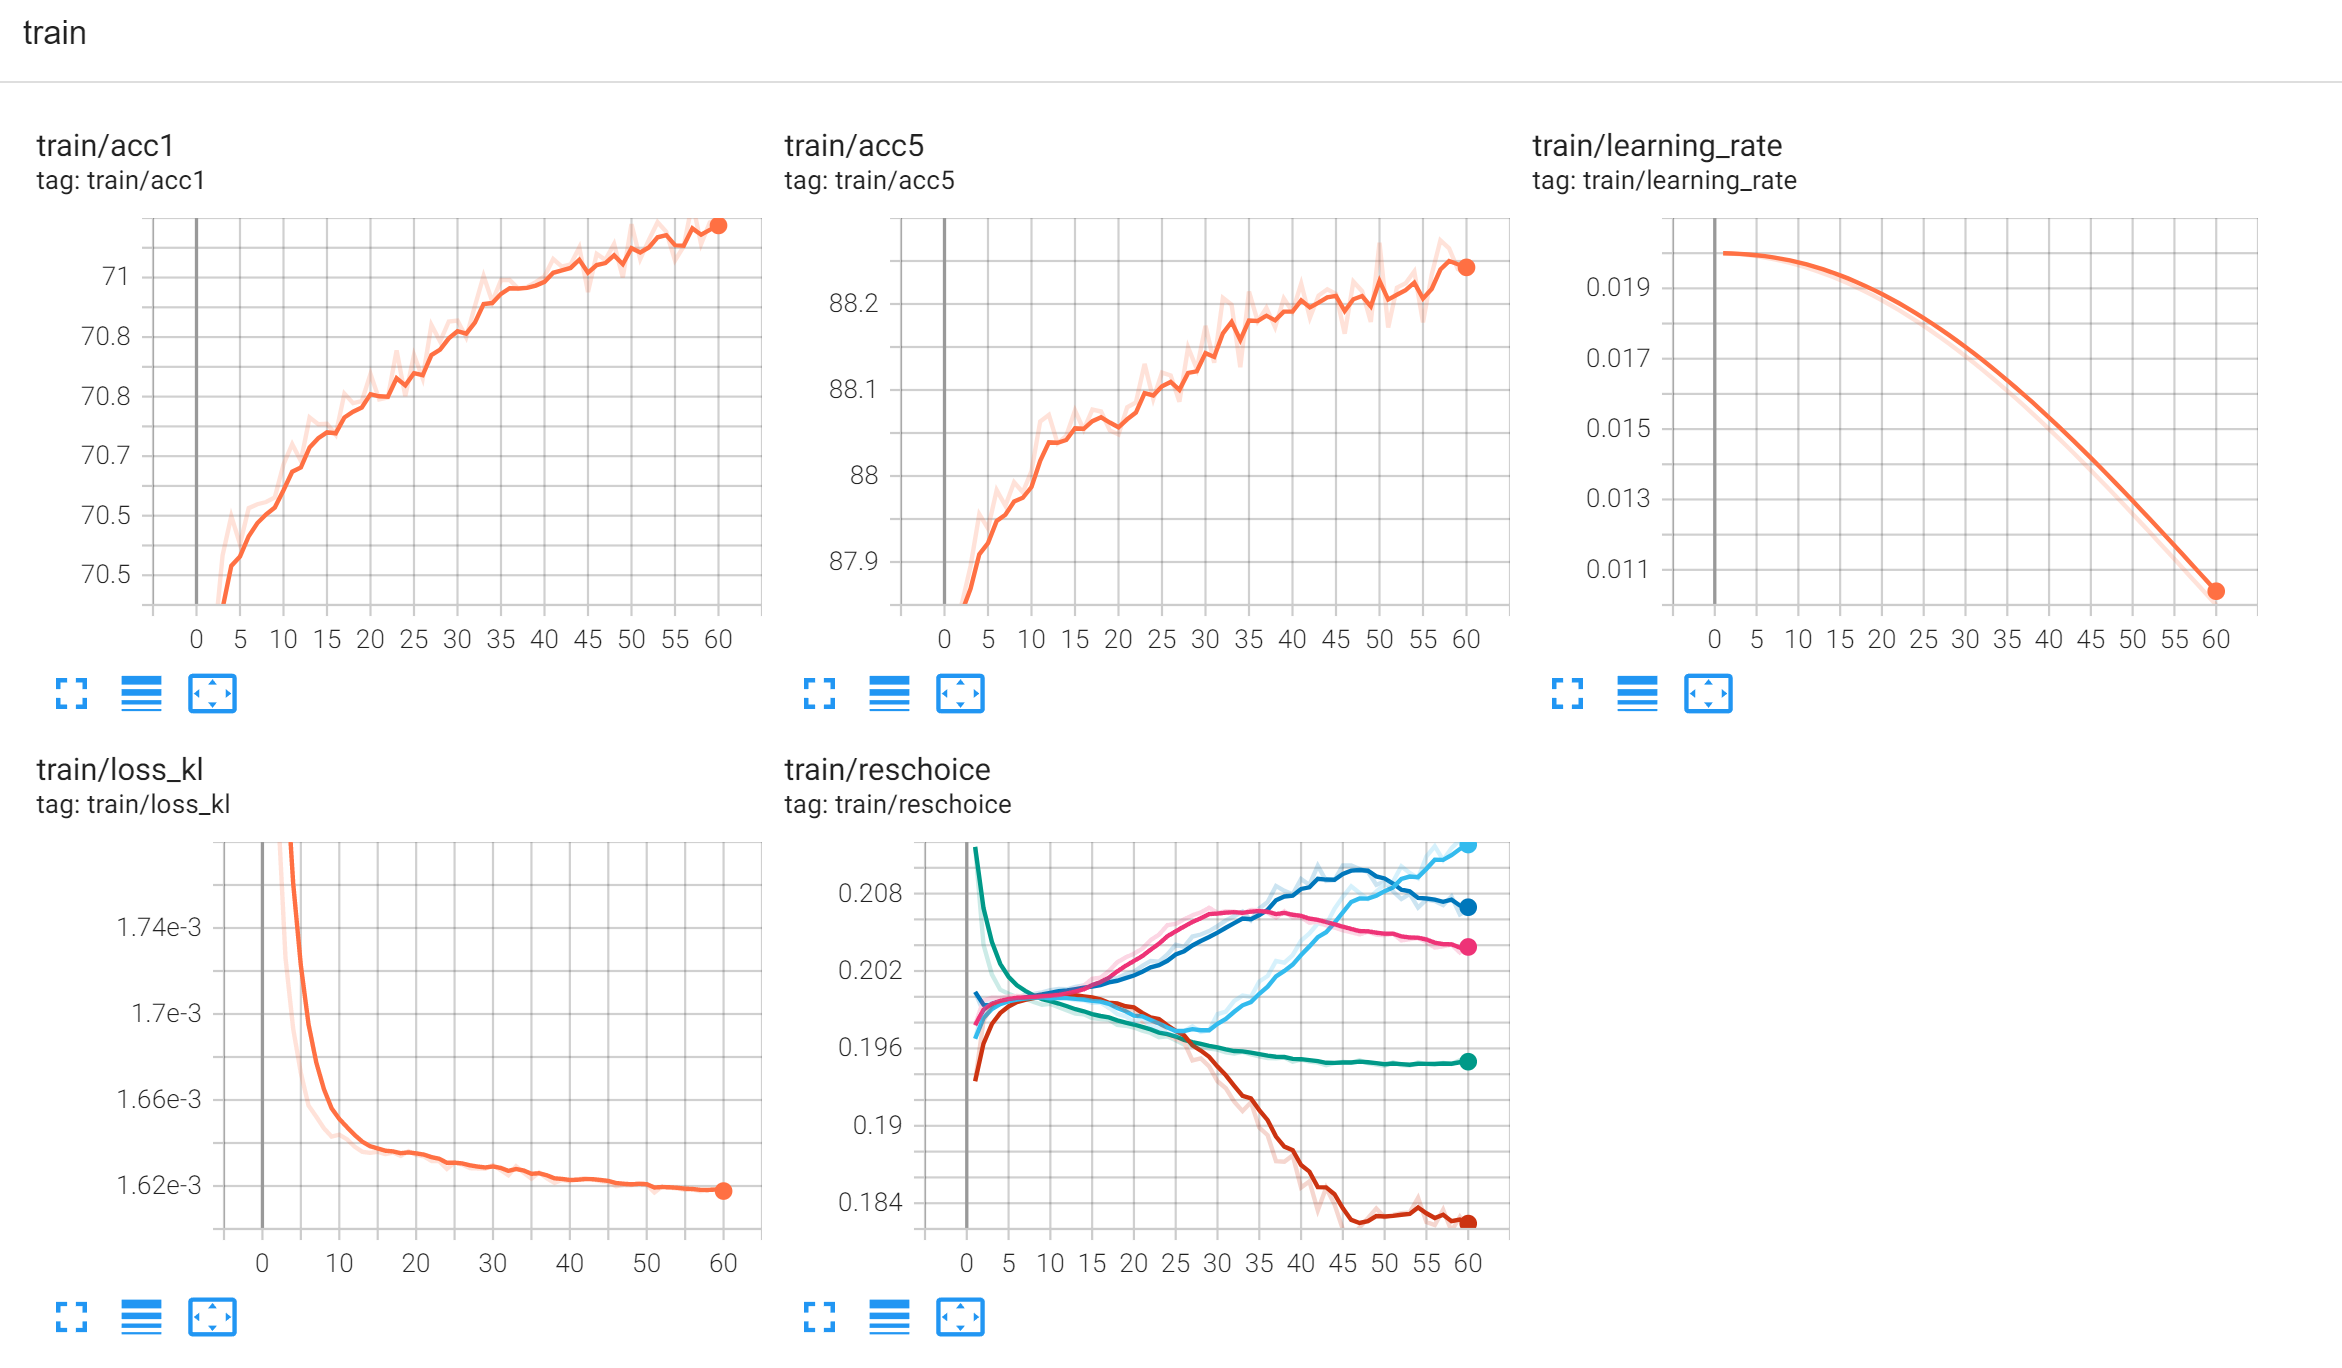 train
train/acc1
tag: train/acc1
71
70.8
70.8
70.7
70.5
70.5
0 5 10 15 20 25 30 35 40 45 50 55 60
train/acc5
tag: train/acc5
88.2
88.1
88
87.9
0 5 10 15 20 25 30 35 40 45 50 55 60
train/learning_rate
tag: train/learning_rate
0.019
0.017
0.015
0.013
0.011
0 5 10 15 20 25 30 35 40 45 50 55 60
train/loss_kl
tag: train/loss_kl
1.74e-3
1.7e-3
1.66e-3
1.62e-3
0 10 20 30 40 50 60
train/reschoice
tag: train/reschoice
0.208
0.202
0.196
0.19
0.184
0 5 10 15 20 25 30 35 40 45 50 55 60